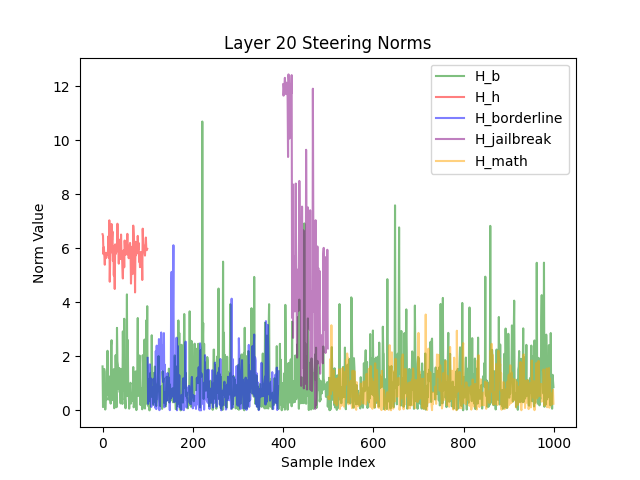 Layer 20 Steering Norms
H_b
H_h
H_borderline
H_jailbreak
H_math
Norm Value
12
10
8
6
4
2
0
0 200 400 600 800 1000
Sample Index